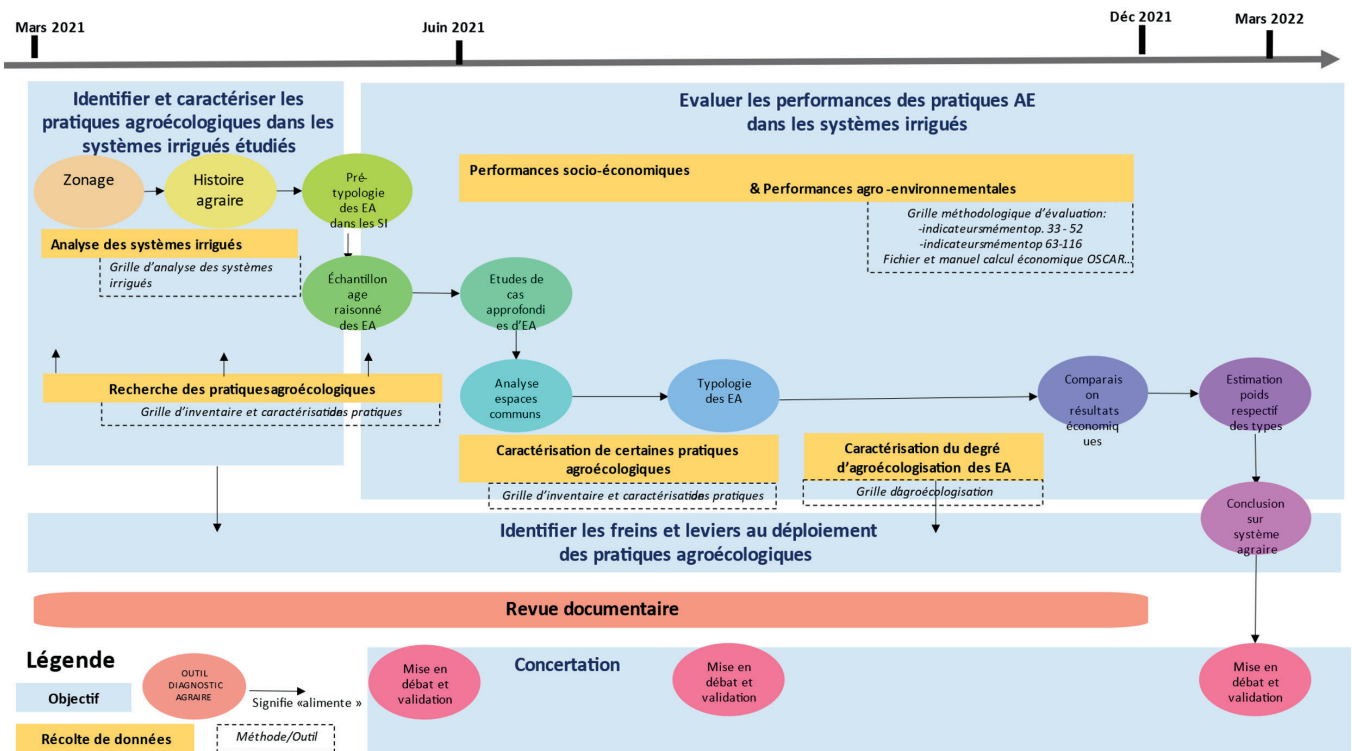 Mars 2021
Juin 2021
Déc 2021
Mars 2022
Identifier et caractériser les
pratiques agroécologiques dans les
systèmes irrigués étudiés
Evaluer les performances des pratiques AE
dans les systèmes irrigués
Zonage
Histoire
agraire
Pré-
typologie
des EA
dans les SI
Performances socio-économiques
& Performances agro-environnementales
Grille méthodologique d'évaluation:
-indicateursmémentop. 33 - 52
-indicateursmémentop 63-116
Fichier et manuel calcul économique OSCAR...
Analyse des systèmes irrigués
Grille d'analyse des systèmes
irrigués
Échantillon
age
raisonné
des EA
Etudes de
cas
approfondi
es d'EA
Recherche des pratiquesagroécologiques
Grille d'inventaire et caractérisationdes pratiques
Analyse
espaces
communs
Typologie
des EA
Comparais
on
résultats
économiq
ues
Estimation
poids
respectif
des types
Caractérisation de certaines pratiques
agroécologiques
Grille d'inventaire et caractérisationdes pratiques
Caractérisation du degré
d'agroécologisation des EA
Grille d'agroécologisation
Conclusion
sur
système
agraire
Identifier les freins et leviers au déploiement
des pratiques agroécologiques
Revue documentaire
Légende
Objectif
OUTIL
DIAGNOSTIC
AGRAIRE
Signifie «alimente »
Récolte de données
Méthode/Outil
Concertation
Mise en
débat et
validation
Mise en
débat et
validation
Mise en
débat et
validation